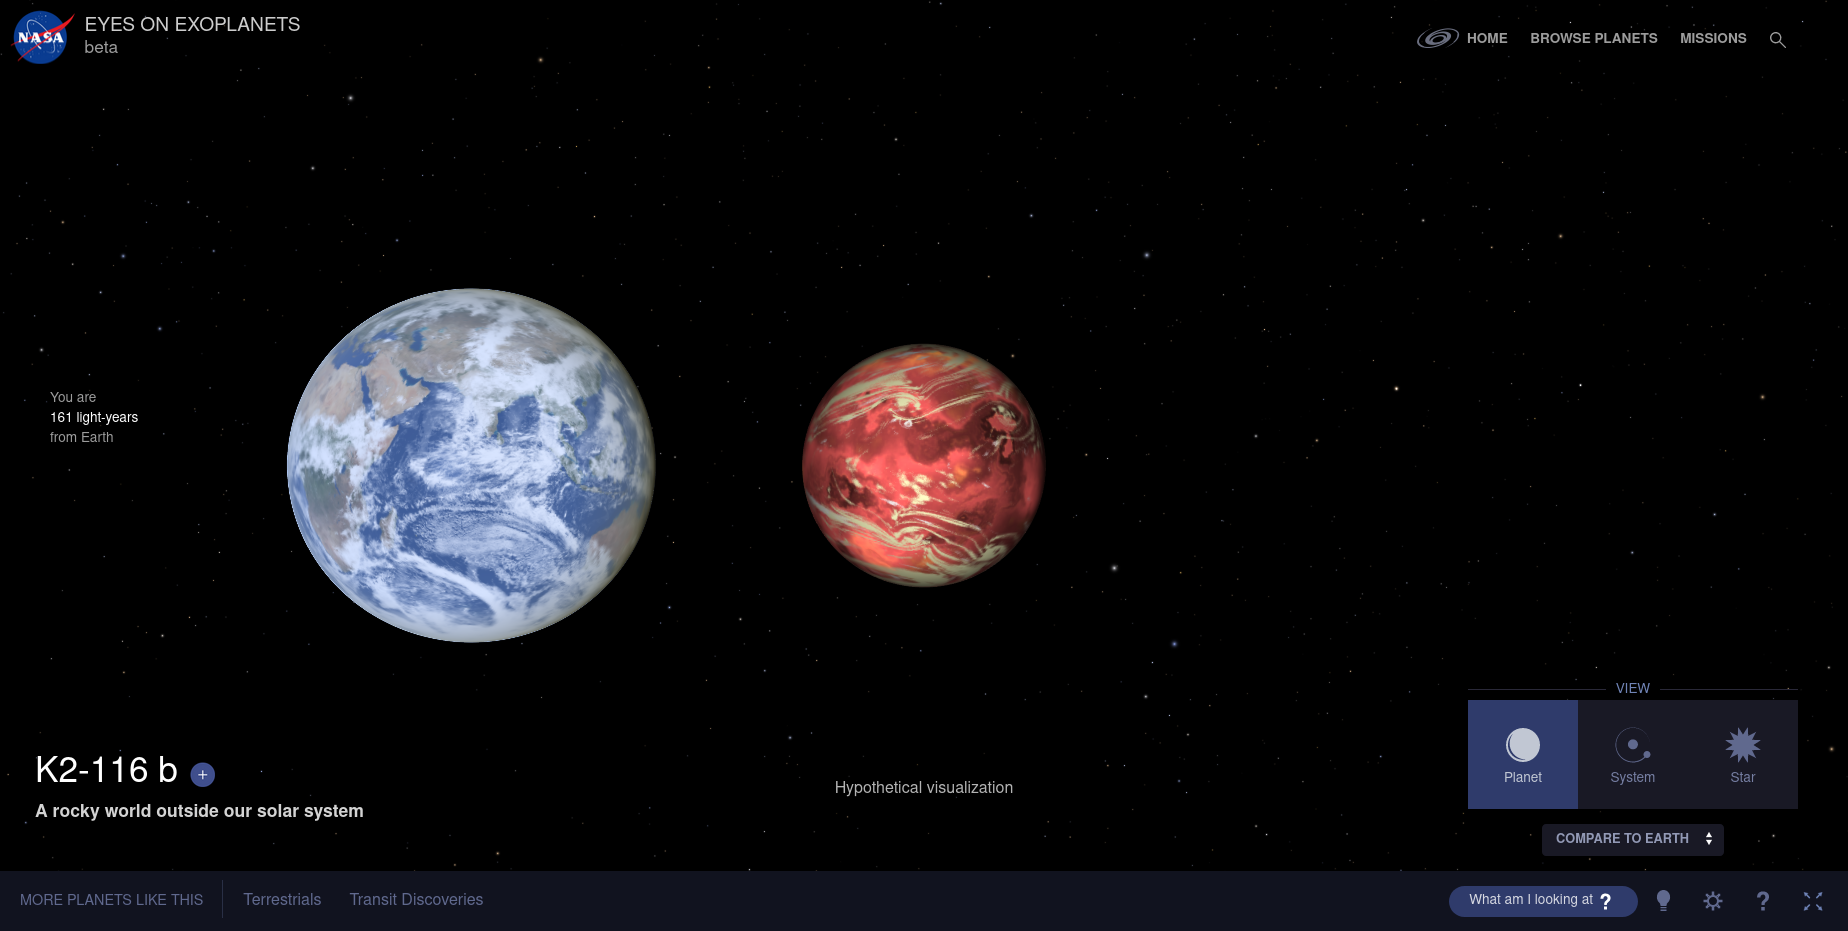 NASA
EYES ON EXOPLANETS
beta
HOME
BROWSE PLANETS
MISSIONS
You are
161 light-years
from Earth
K2-116 b +
A rocky world outside our solar system
Hypothetical visualization
VIEW
Planet
System
Star
COMPARE TO EARTH
MORE PLANETS LIKE THIS
Terrestrials
Transit Discoveries
What am I looking at ?
?